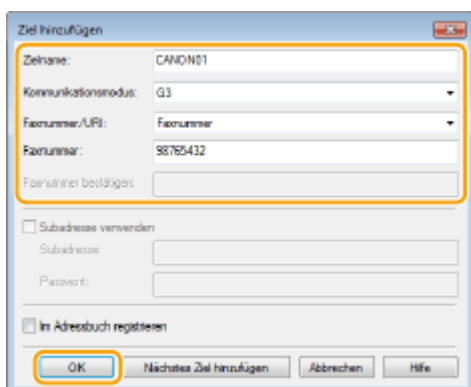 Ziel hinzufügen
Zielname: CANON01
Kommunikationsmodus: G3
Faxnummer/URI: Faxnummer
Faxnummer: 98765432
Faxnummer bestätigen:
Subadresse verwenden
Subadresse:
Passwort:
Im Adressbuch registrieren
OK Nächstes Ziel hinzufügen Abbrechen Hilfe